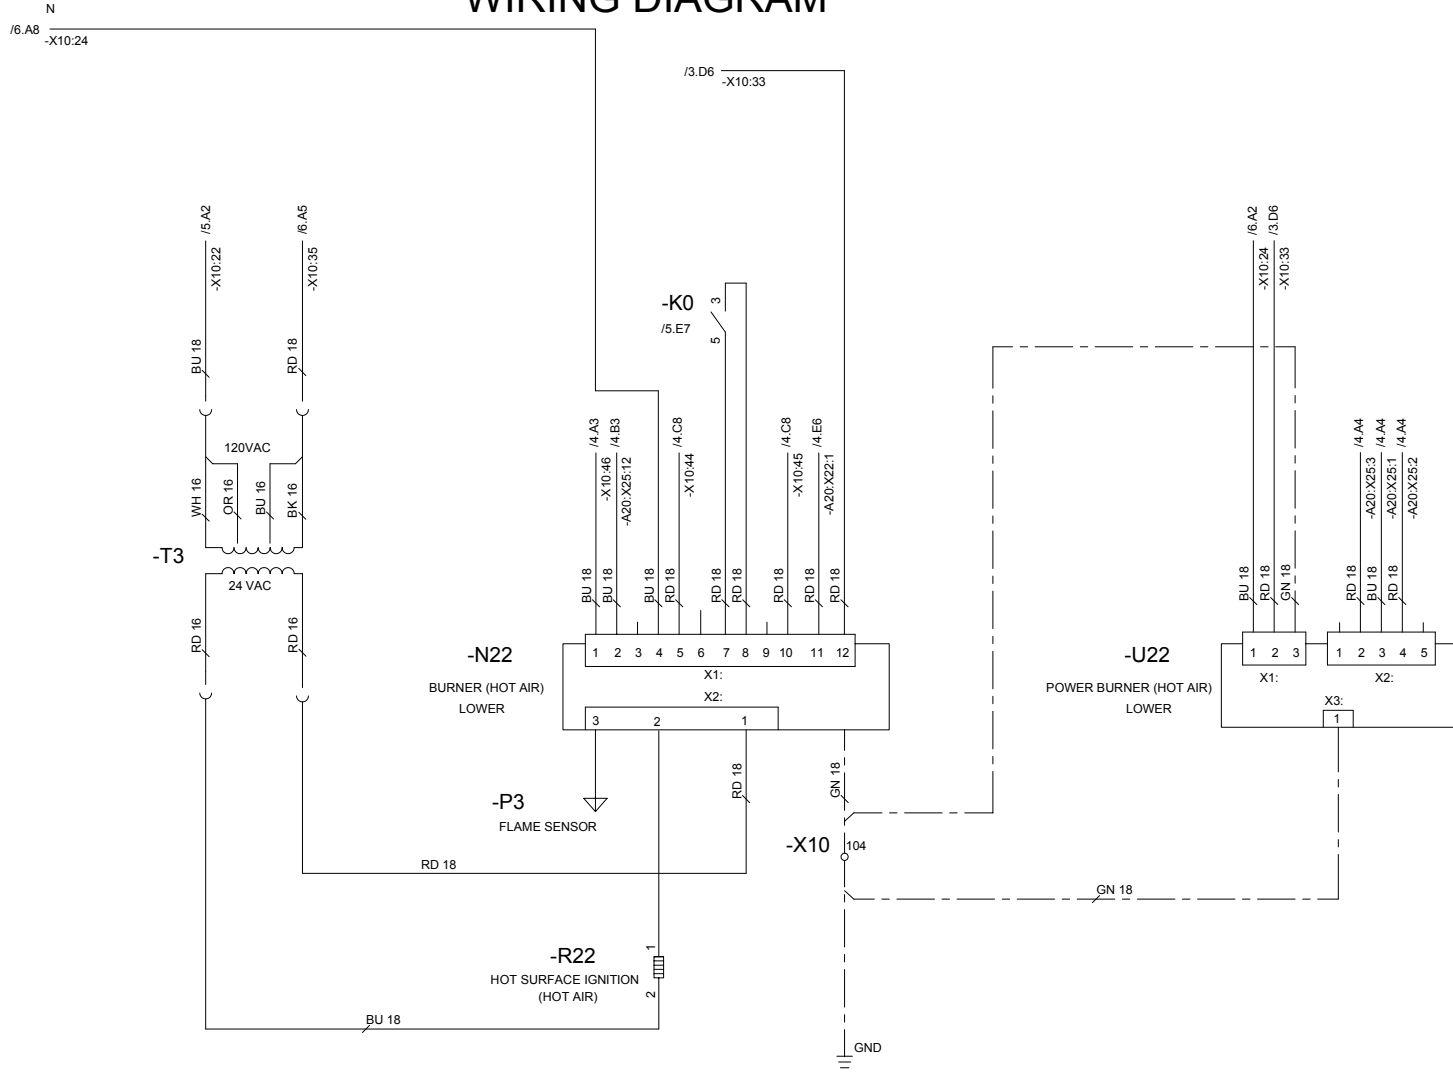 WIRING DIAGRAM
N
/6.A8
-X10:24
/3.D6
-X10:33
/5.A2
-X10:22
/6.A5
-X10:35
/6.A2
-X10:24
/3.D6
-X10:33
-K0
/5.E7
3
5
BU 18
RD 18
120VAC
WH 16
OR 16
BU 16
BK 16
-T3
24 VAC
RD 16
RD 16
/4.A3
-X10:46
/4.B3
-A20:X25:12
/4.C8
-X10:44
/4.C8
-X10:45
/4.E6
-A20:X22:1
/4.A4
-A20:X25:3
/4.A4
-A20:X25:1
/4.A4
-A20:X25:2
BU 18
BU 18
BU 18
RD 18
RD 18
RD 18
RD 18
RD 18
RD 18
BU 18
RD 18
GN 18
RD 18
BU 18
RD 18
-N22
BURNER (HOT AIR)
LOWER
1 2 3 4 5 6 7 8 9 10 11 12
X1:
X2:
3 2 1
-U22
POWER BURNER (HOT AIR)
LOWER
1 2 3
X1:
1 2 3 4 5
X2:
X3:
1
-P3
FLAME SENSOR
RD 18
GN 18
-X10
104
RD 18
GN 18
-R22
HOT SURFACE IGNITION
(HOT AIR)
1
2
BU 18
GND